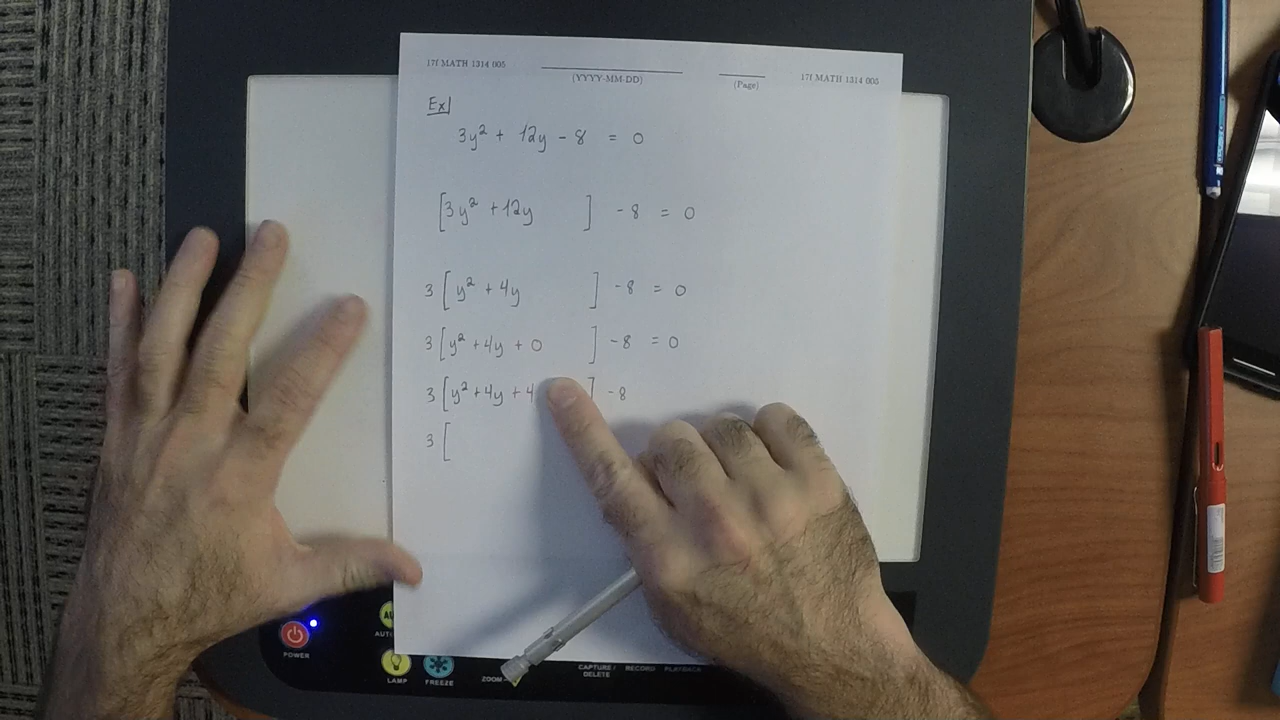 17f MATH 1314 005 (YYYY-MM-DD) (Page) 17f MATH 1314 005
Ex
3y² + 12y - 8 = 0
[3y² + 12y ] - 8 = 0
3 [ y² + 4y ] - 8 = 0
3 [ y² + 4y + 0 ] - 8 = 0
3 [ y² + 4y + 4 ] - 8
3 [
POWER
LAMP
FREEZE
ZOOM
CAPTURE/
DELETE
RECORD
PLAYBACK